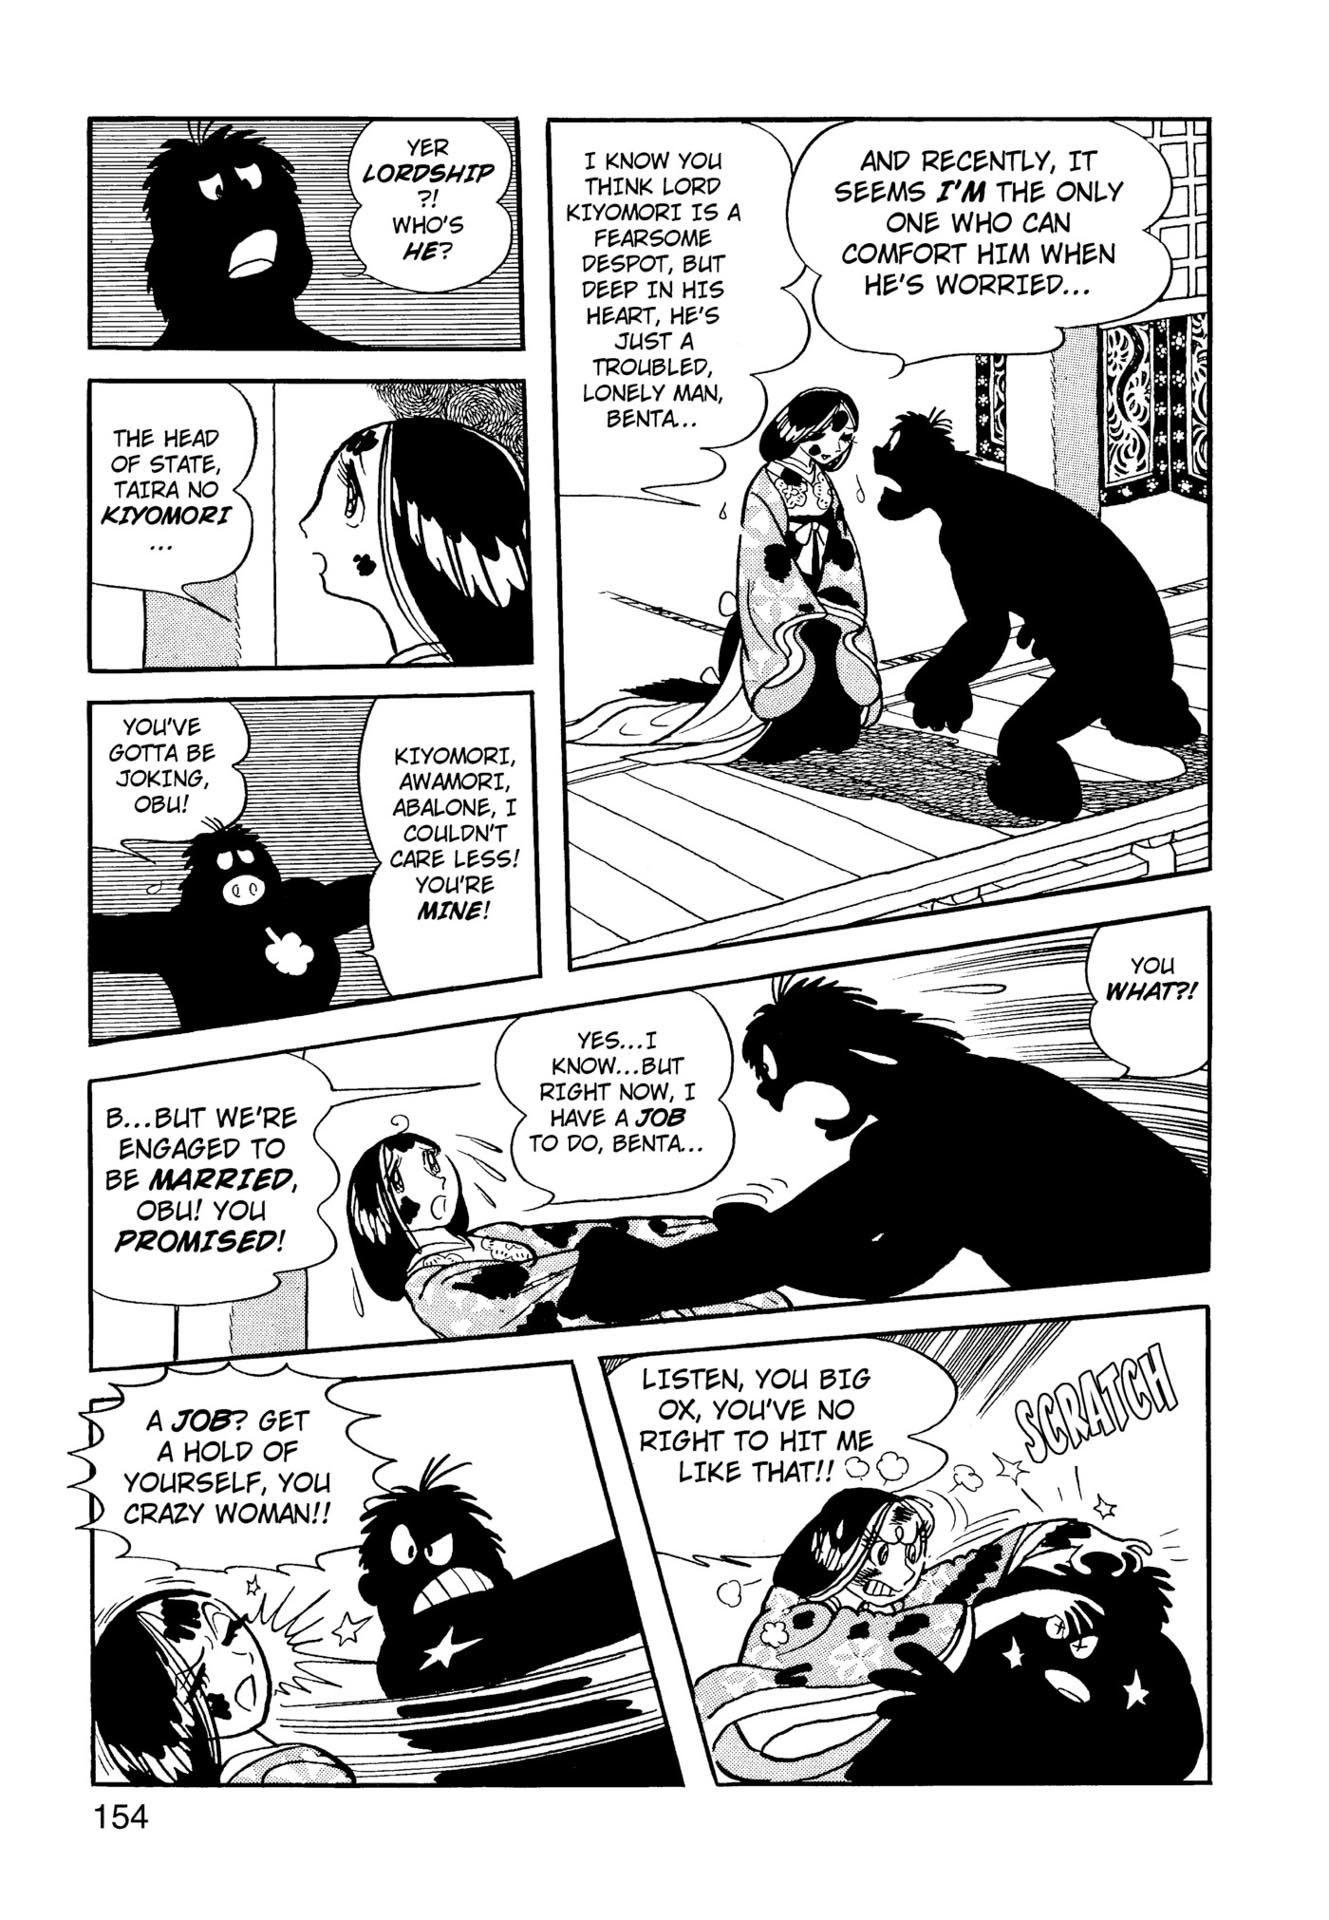 YER
LORDSHIP
?!
WHO'S
HE?
THE HEAD
OF STATE,
TAIRA NO
KIYOMORI
...
YOU'VE
GOTTA BE
JOKING,
OBU!
KIYOMORI,
AWAMORI,
ABALONE, I
COULDN'T
CARE LESS!
YOU'RE
MINE!
I KNOW YOU
THINK LORD
KIYOMORI IS A
FEARSOME
DESPOT, BUT
DEEP IN HIS
HEART, HE'S
JUST A
TROUBLED,
LONELY MAN,
BENTA...
AND RECENTLY, IT
SEEMS I'M THE ONLY
ONE WHO CAN
COMFORT HIM WHEN
HE'S WORRIED...
B...BUT WE'RE
ENGAGED TO
BE MARRIED,
OBU! YOU
PROMISED!
YES...I
KNOW...BUT
RIGHT NOW, I
HAVE A JOB
TO DO, BENTA...
YOU
WHAT?!
A JOB? GET
A HOLD OF
YOURSELF, YOU
CRAZY WOMAN!!
LISTEN, YOU BIG
OX, YOU'VE NO
RIGHT TO HIT ME
LIKE THAT!!
SCRATCH
154